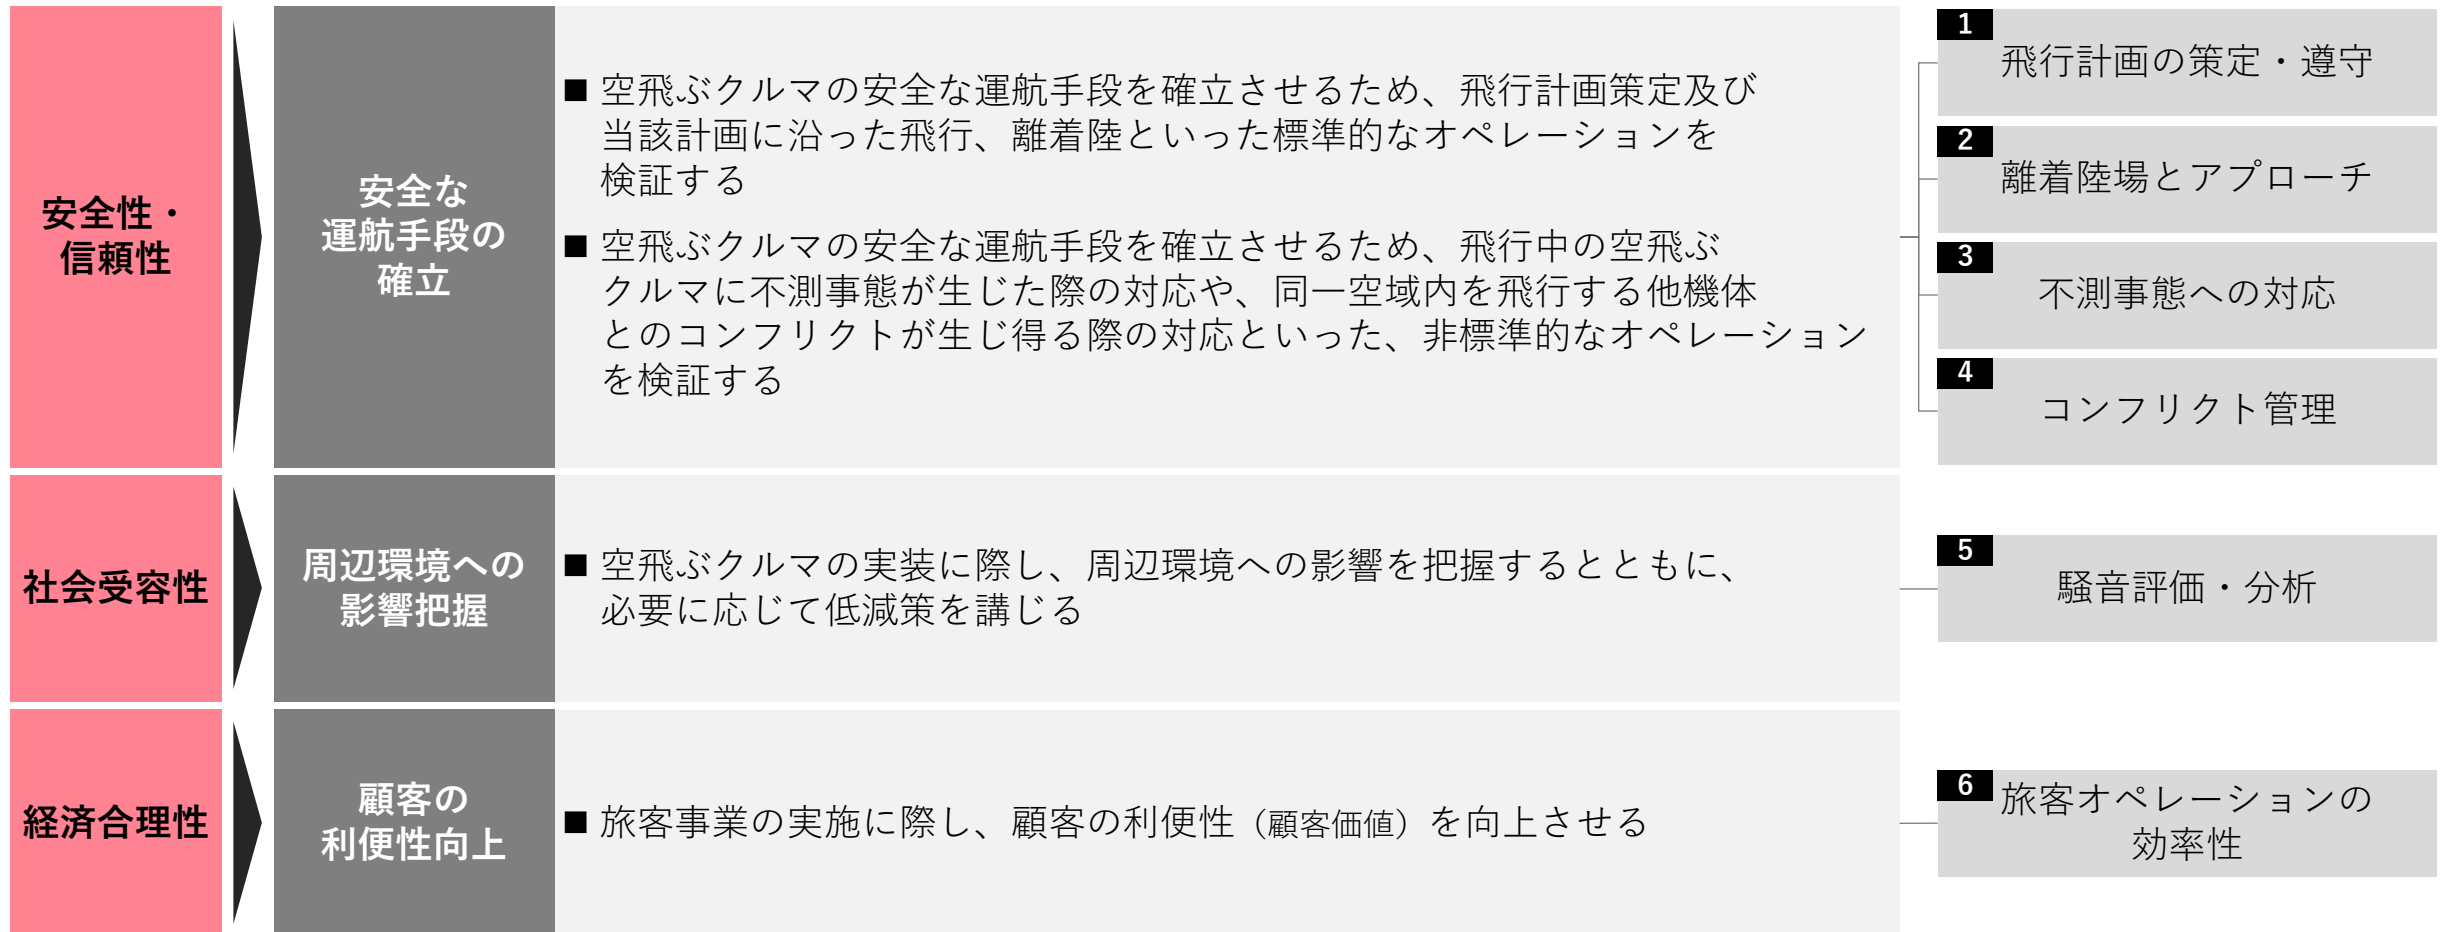 安全性・
信頼性
安全な
運航手段の
確立
■ 空飛ぶクルマの安全な運航手段を確立させるため、飛行計画策定及び
当該計画に沿った飛行、離着陸といった標準的なオペレーションを
検証する
■ 空飛ぶクルマの安全な運航手段を確立させるため、飛行中の空飛ぶ
クルマに不測事態が生じた際の対応や、同一空域内を飛行する他機体
とのコンフリクトが生じ得る際の対応といった、非標準的なオペレーション
を検証する
1
飛行計画の策定・遵守
2
離着陸場とアプローチ
3
不測事態への対応
4
コンフリクト管理
社会受容性
周辺環境への
影響把握
■ 空飛ぶクルマの実装に際し、周辺環境への影響を把握するとともに、
必要に応じて低減策を講じる
5
騒音評価・分析
経済合理性
顧客の
利便性向上
■ 旅客事業の実施に際し、顧客の利便性（顧客価値）を向上させる
6
旅客オペレーションの
効率性